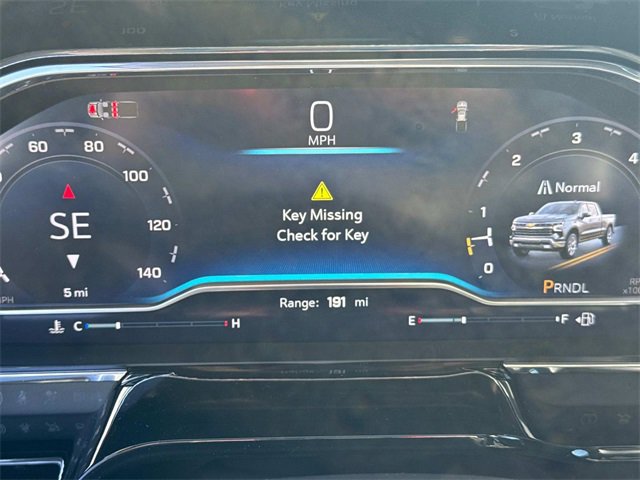 0
MPH
60 80
100
120
140
SE
5 mi
MPH
Key Missing
Check for Key
Range: 191 mi
C H
E F
Normal
0 1 2 3 4
PRNDL